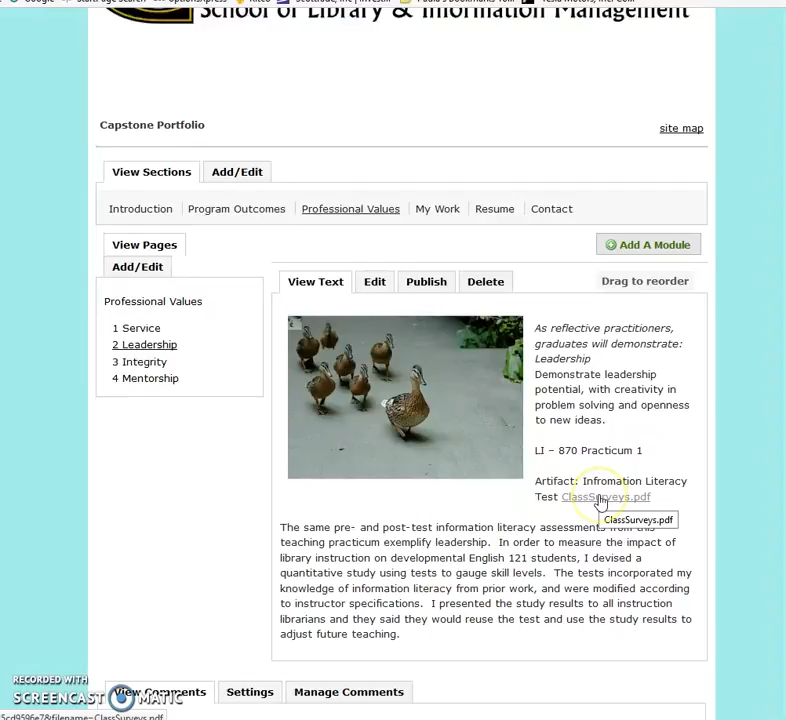 School of Library & Information Management
Capstone Portfolio
site map
View Sections
Add/Edit
Introduction
Program Outcomes
Professional Values
My Work
Resume
Contact
View Pages
Add/Edit
Add A Module
Professional Values
1 Service
2 Leadership
3 Integrity
4 Mentorship
View Text
Edit
Publish
Delete
Drag to reorder
As reflective practitioners,
graduates will demonstrate:
Leadership
Demonstrate leadership
potential, with creativity in
problem solving and openness
to new ideas.
LI – 870 Practicum 1
Artifact: Infromation Literacy
Test ClassSurveys.pdf
ClassSurveys.pdf
The same pre- and post-test information literacy assessments from this
teaching practicum exemplify leadership. In order to measure the impact of
library instruction on developmental English 121 students, I devised a
quantitative study using tests to gauge skill levels. The tests incorporated my
knowledge of information literacy from prior work, and were modified according
to instructor specifications. I presented the study results to all instruction
librarians and they said they would reuse the test and use the study results to
adjust future teaching.
View Comments
Settings
Manage Comments
RECORDED WITH
SCREENCAST MATIC